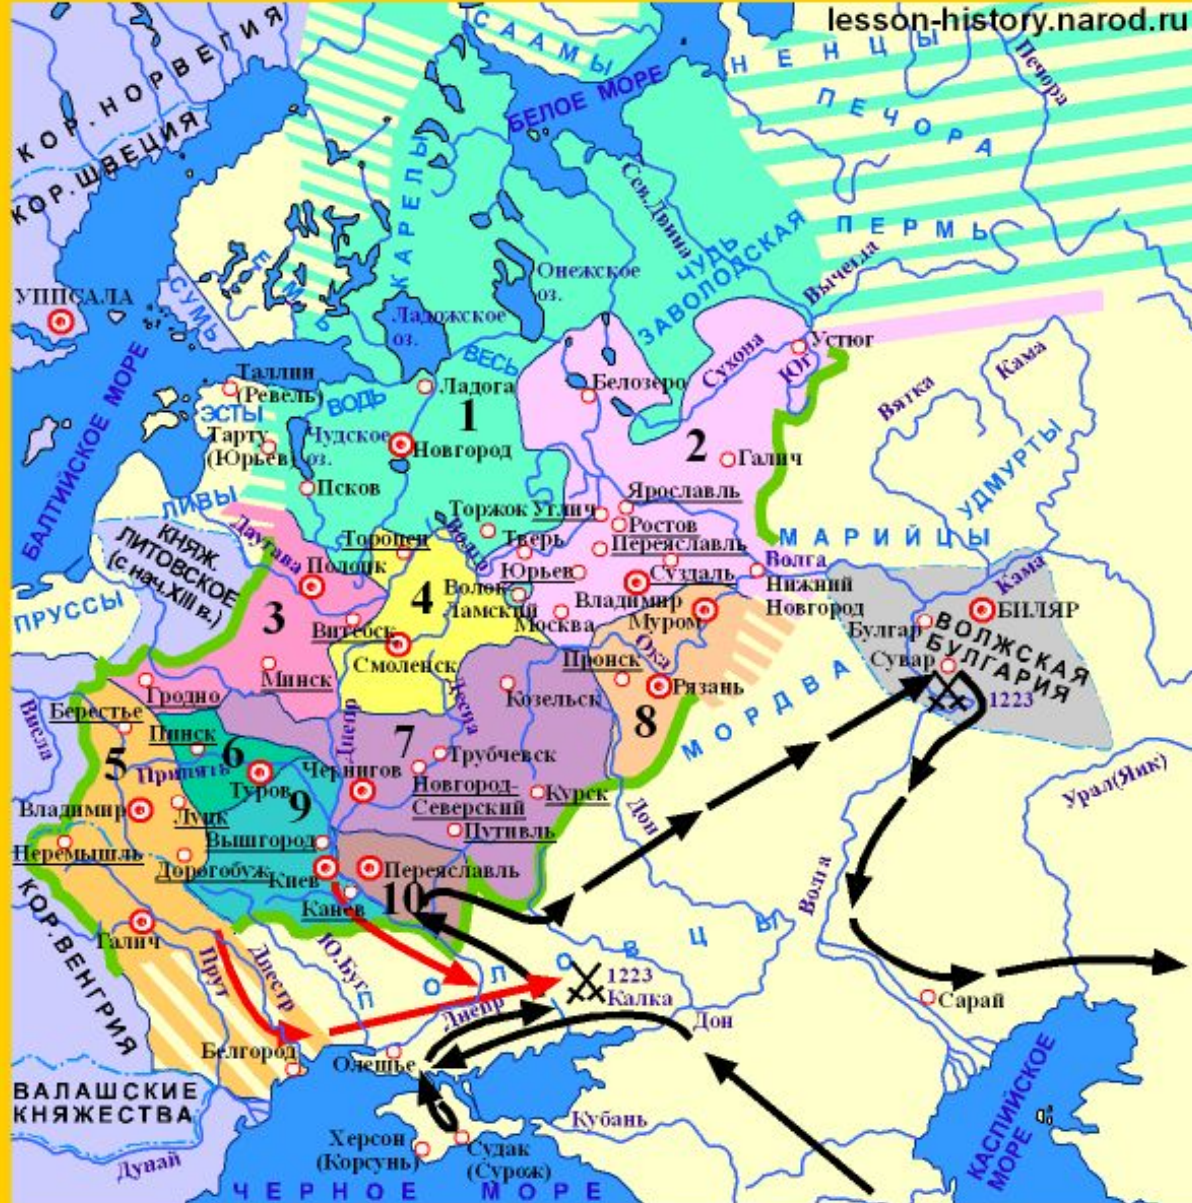 lesson-history.narod.ru
СААМЫ
НЕНЦЫ
Печора
КОР. НОРВЕГИЯ
БЕЛОЕ МОРЕ
ПЕЧОРА
КОР. ШВЕЦИЯ
КАРЕЛЫ
Сев.Двина
ПЕРМЬ
ЧУДЬ
ЗАВОЛОДСКАЯ
Вычегда
ЕМЬ
СУМЬ
Онежское
оз.
УППСАЛА
Ладожское
оз.
ВЕСЬ
Сухона
Устюг
Юг
Кама
Вятка
БАЛТИЙСКОЕ МОРЕ
Таллин
(Ревель)
ЭСТЫ
ВОДЬ
Ладога
Белозеро
1
2
Тарту
(Юрьев)
Чудское
оз.
Новгород
Галич
УДМУРТЫ
Псков
ЛИВЫ
Торжок
Углич
Ярославль
Ростов
МАРИЙЦЫ
КНЯЖ.
ЛИТОВСКОЕ
(с нач.XIII в.)
Даугава
Полоцк
Торопец
Волга
Тверь
Переяславль
Юрьев
Суздаль
Волга
Нижний
Новгород
Кама
ПРУССЫ
3
4
Волок
Ламский
Москва
Владимир
Муром
БИЛЯР
Булгар
ВОЛЖСКАЯ
БУЛГАРИЯ
Сувар
1223
Витебск
Смоленск
Минск
Пронск
Ока
Рязань
8
МОРДВА
Гродно
Козельск
Десна
Днепр
Висла
Берестье
Пинск
5
6
7
Трубчевск
Припять
Туров
9
Чернигов
Новгород-
Северский
Курск
Урал(Яик)
Владимир
Луцк
Вышгород
Путивль
Дон
Перемышль
Дорогобуж
Киев
Переяславль
10
Канев
Волга
КОР.ВЕНГРИЯ
Галич
Прут
Днестр
Ю.Буг
ПОЛОВЦЫ
1223
Калка
Днепр
Дон
Сарай
Белгород
Олешье
ВАЛАШСКИЕ
КНЯЖЕСТВА
Кубань
КАСПИЙСКОЕ
МОРЕ
Херсон
(Корсунь)
Судак
(Сурож)
Дунай
ЧЕРНОЕ МОРЕ